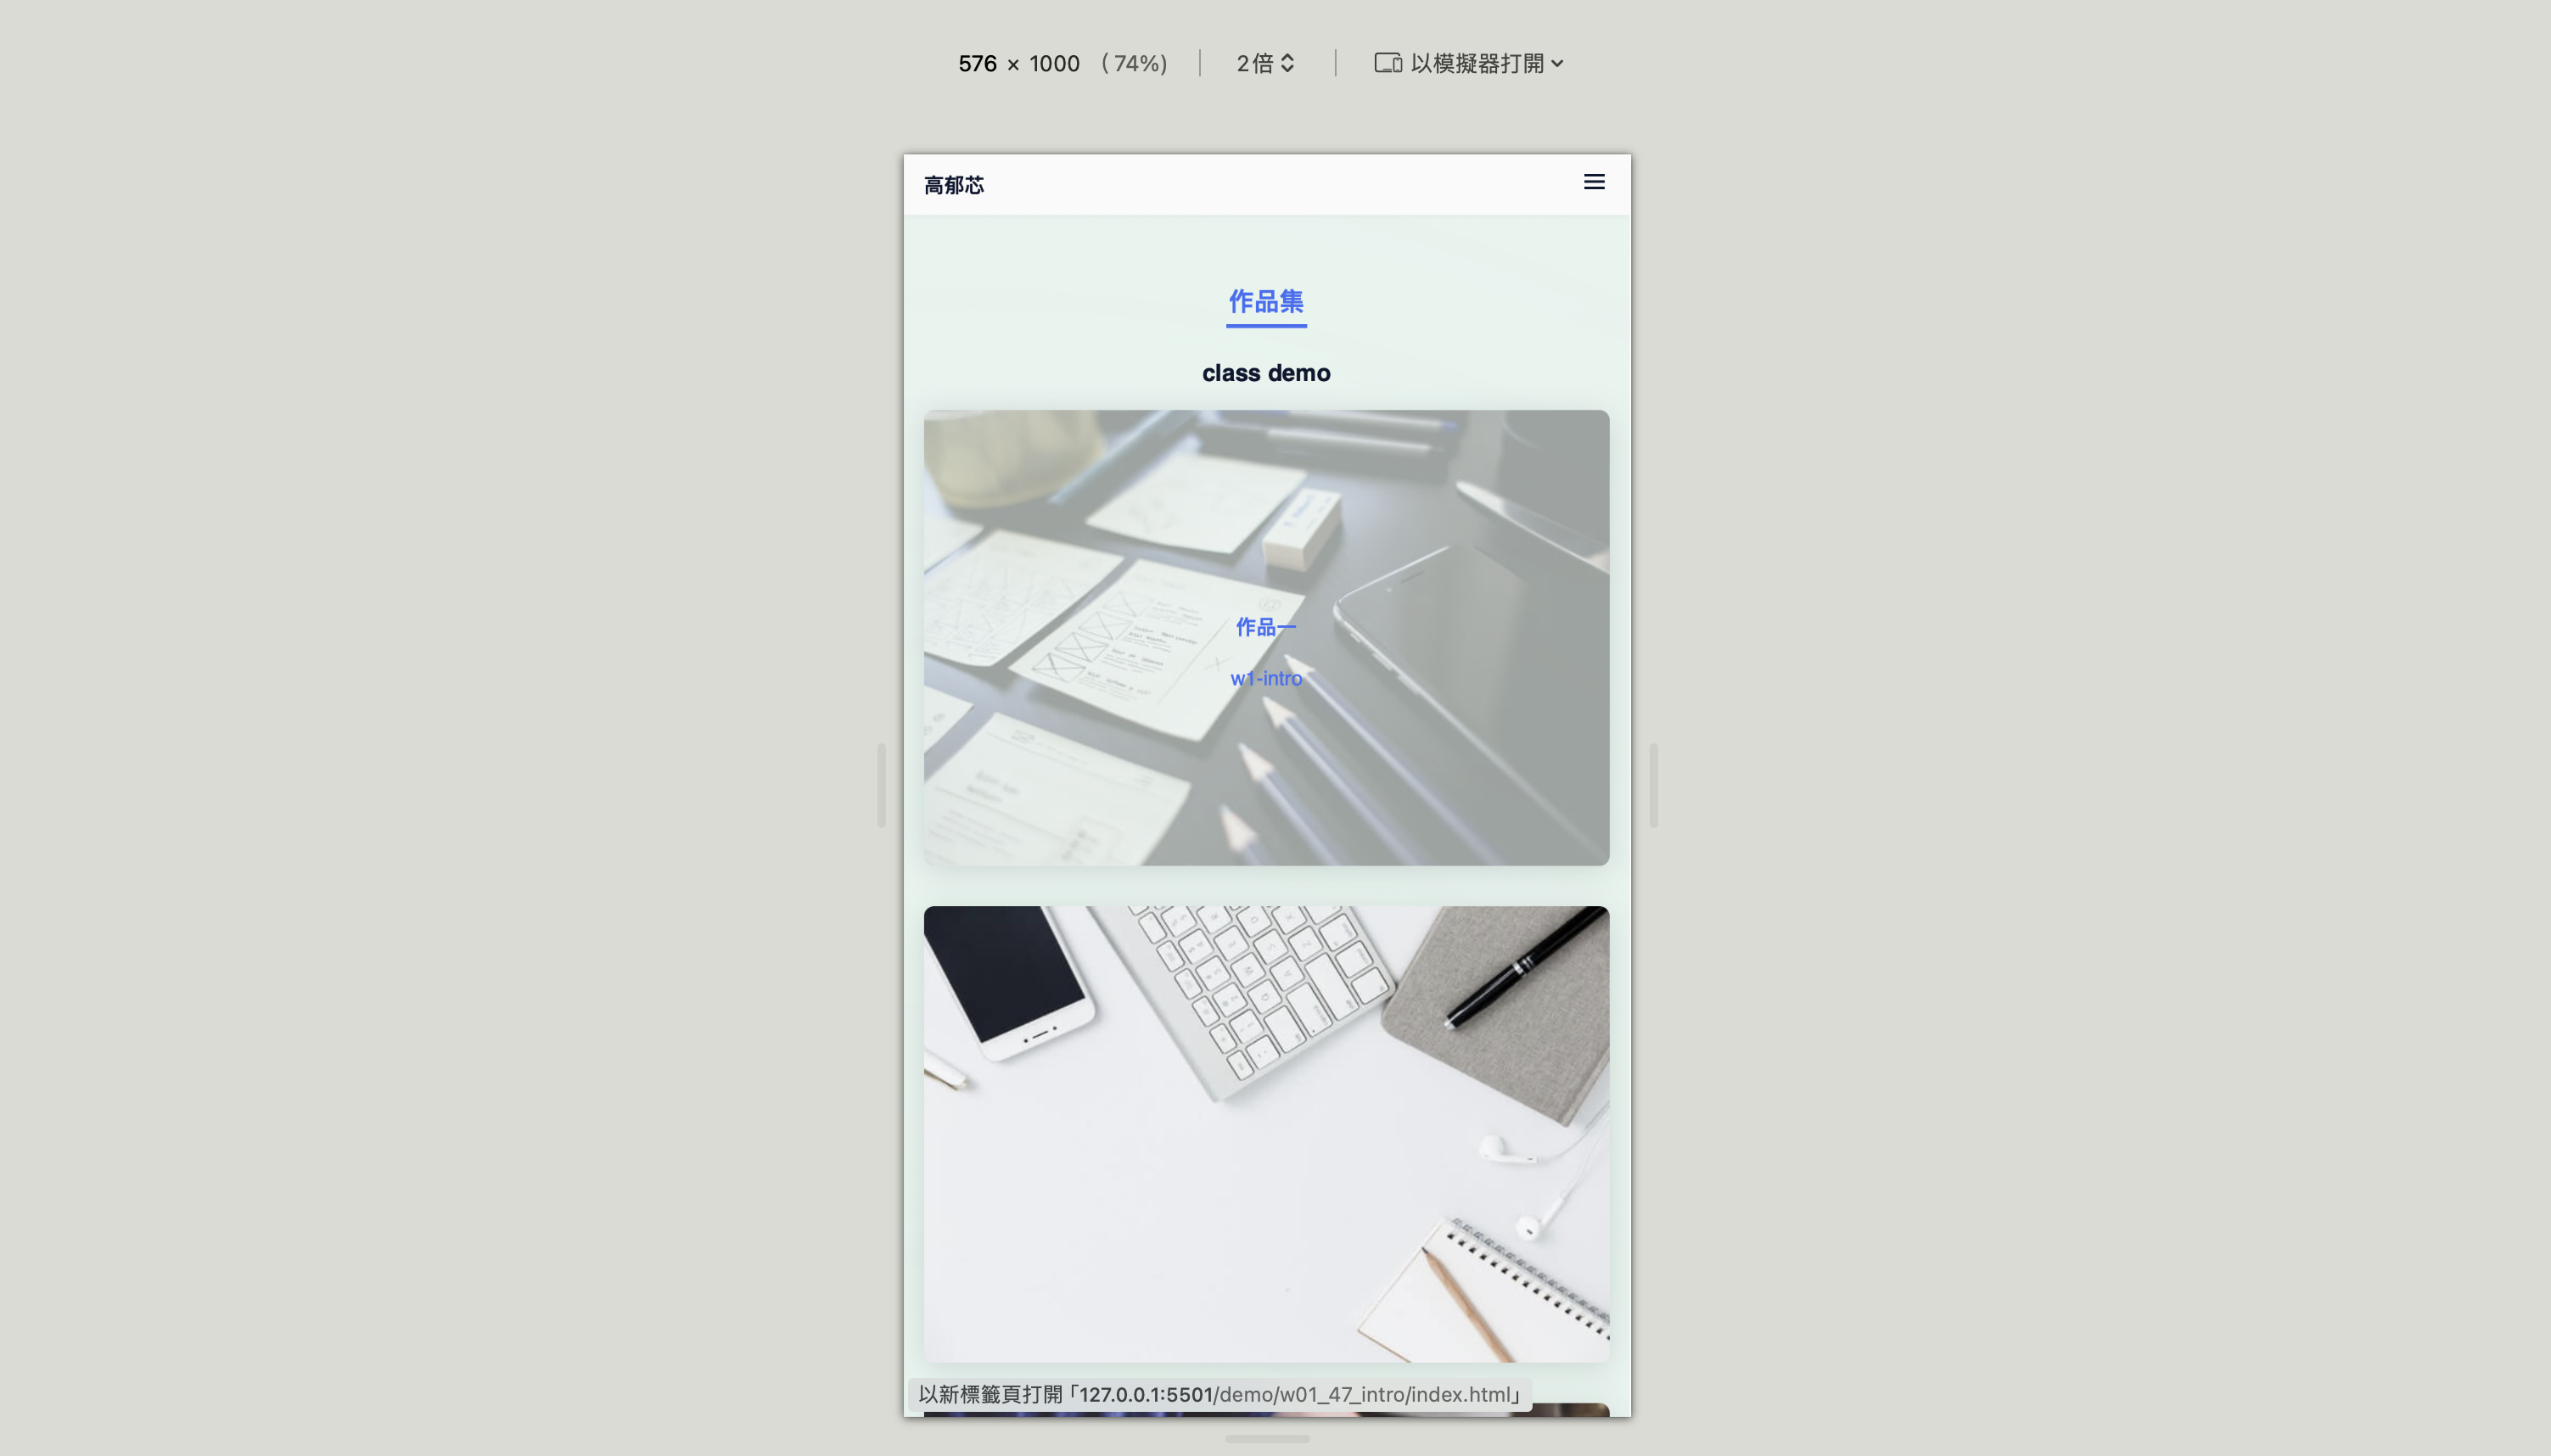 576 × 1000 (74%) 2倍 以模擬器打開
高郁芯
作品集
class demo
作品一
w1-intro
以新標籤頁打開「127.0.0.1:5501/demo/w01_47_intro/index.html」